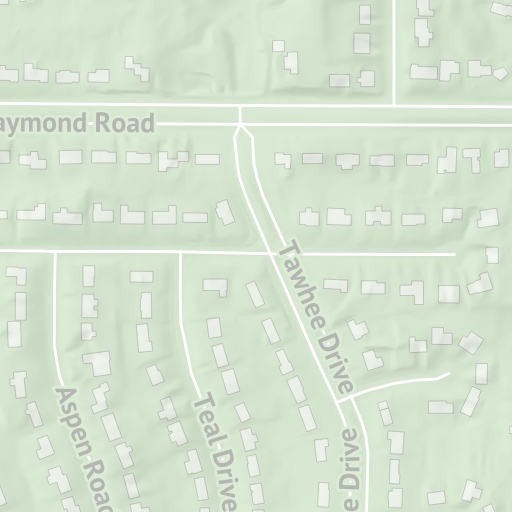 aymond Road
Tawhee Drive
Aspen Road
Teal Drive
e Drive